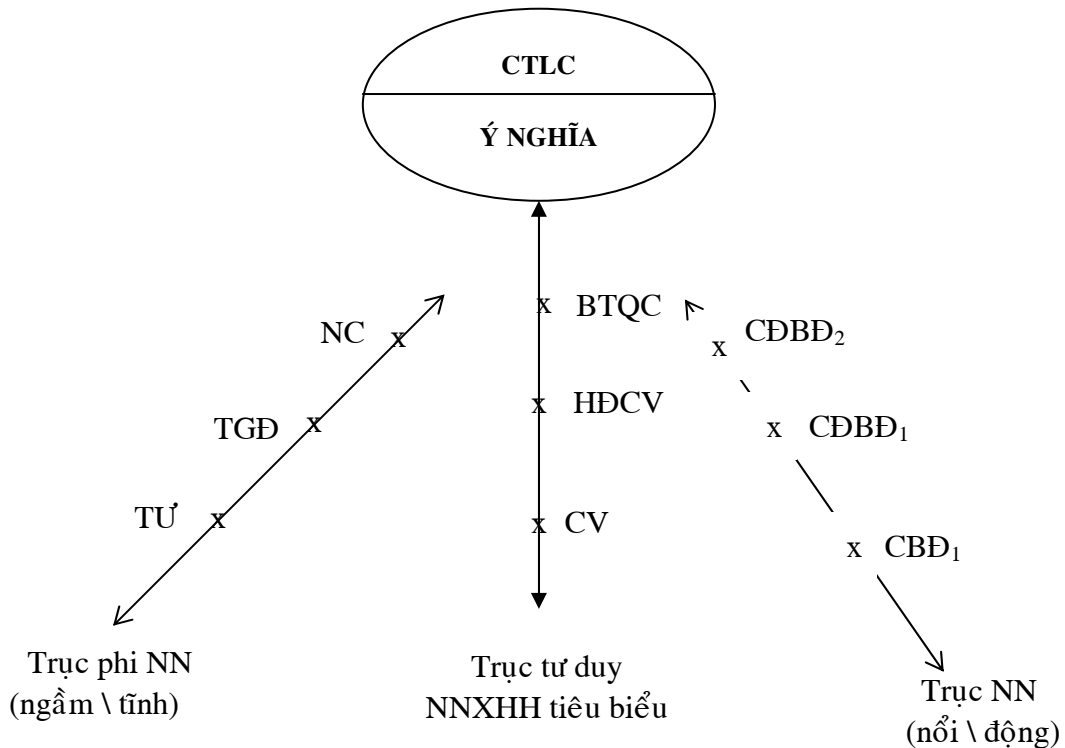 CTLC
Ý NGHĨA
x BTQC
NC x
x CĐBĐ₂
x HĐCV
TGĐ x
x CĐBĐ₁
TƯ x
x CV
x CBĐ₁
Trục phi NN
(ngầm \ tĩnh)
Trục tư duy
NNXHH tiêu biểu
Trục NN
(nổi \ động)